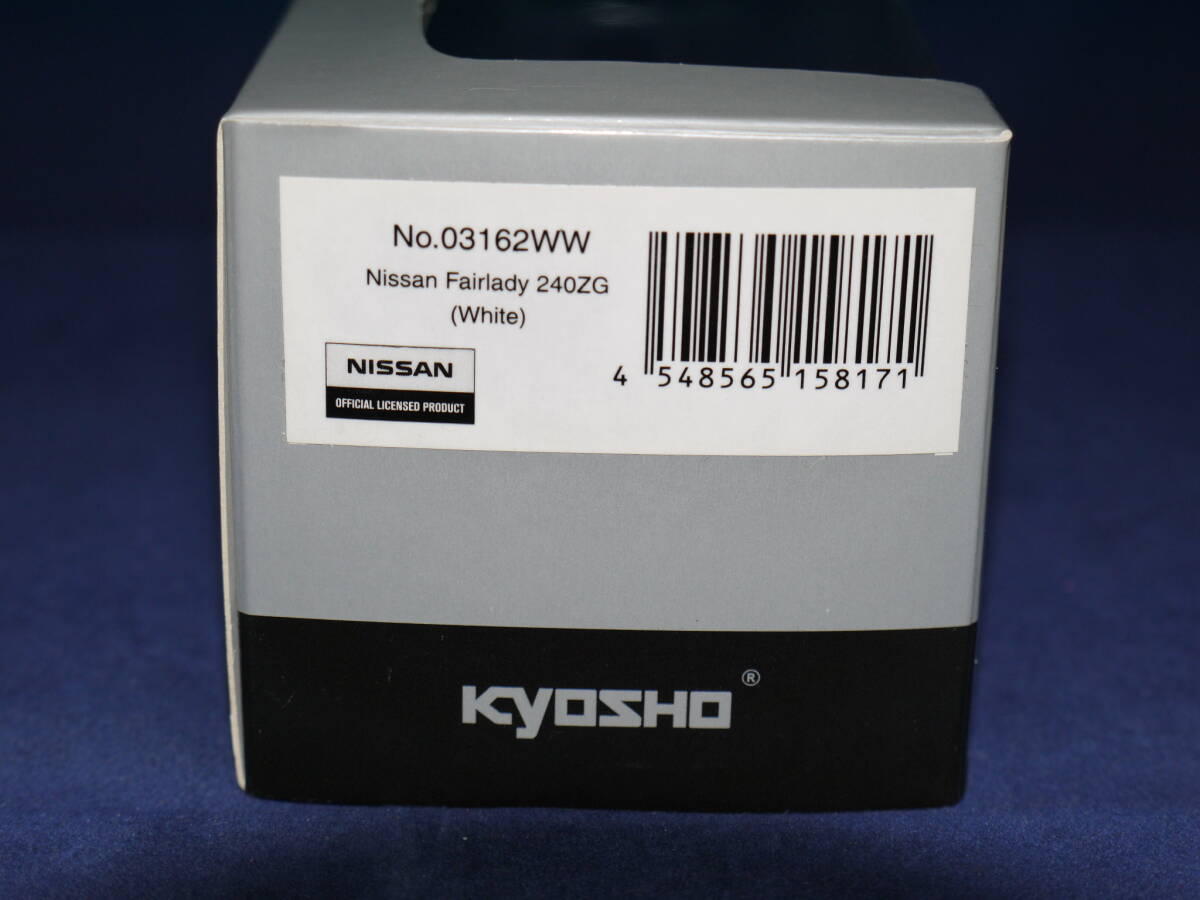 No.03162WW
Nissan Fairlady 240ZG
(White)
NISSAN
OFFICIAL LICENSED PRODUCT
4 548565 158171
KYOSHO®